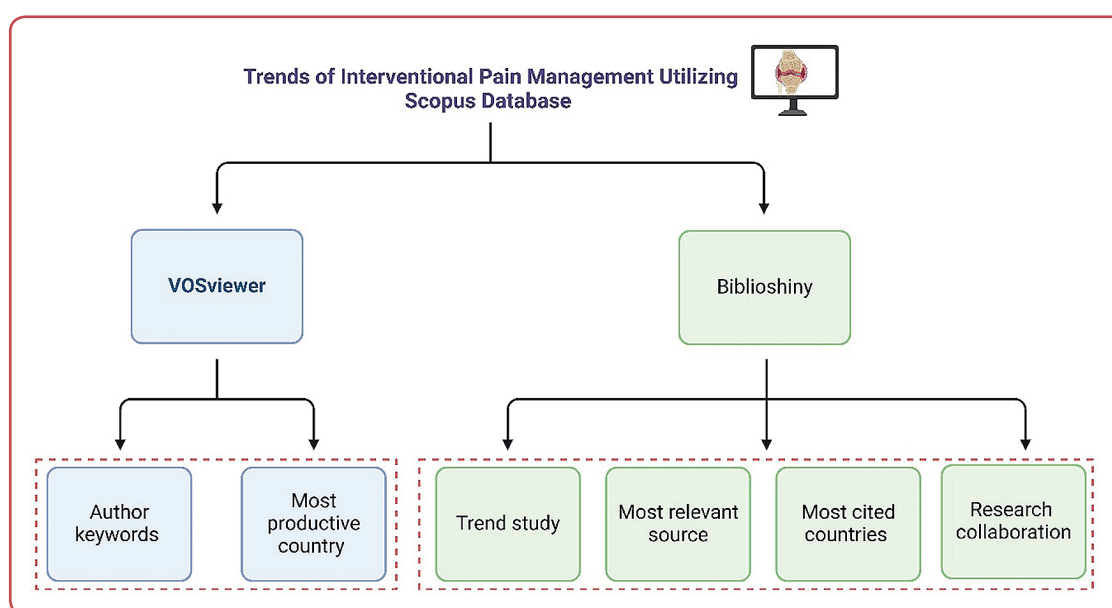 Trends of Interventional Pain Management Utilizing
Scopus Database
VOSviewer
Biblioshiny
Author
keywords
Most
productive
country
Trend study
Most relevant
source
Most cited
countries
Research
collaboration